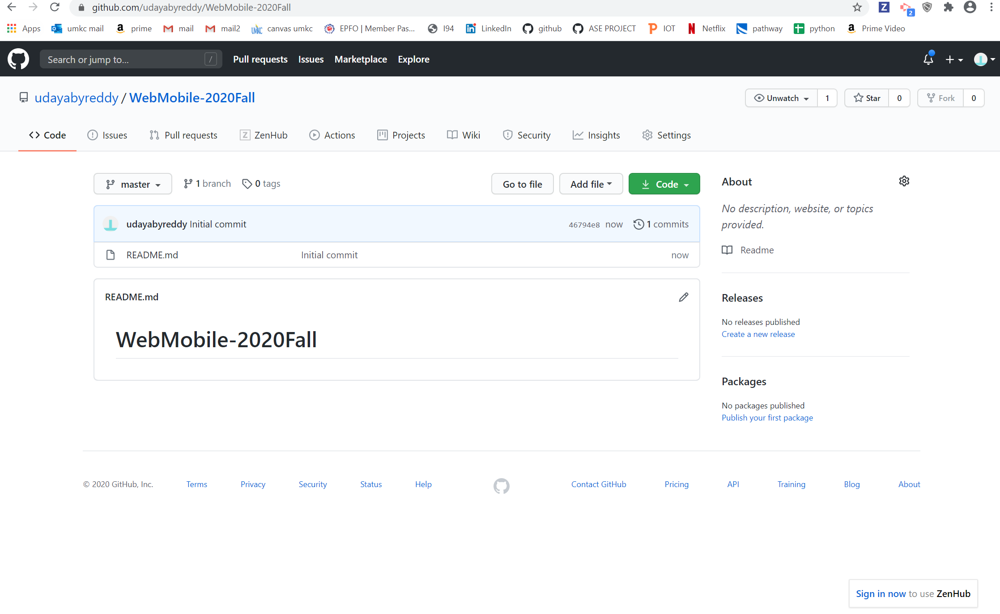 github.com/udayabyreddy/WebMobile-2020Fall
Z 2
Apps umkc mail prime mail mail2 canvas umkc EPFO | Member Pas... I94 LinkedIn github ASE PROJECT IOT Netflix pathway python Prime Video
Search or jump to... / Pull requests Issues Marketplace Explore
udayabyreddy / WebMobile-2020Fall Unwatch 1 Star 0 Fork 0
Code Issues Pull requests ZenHub Actions Projects Wiki Security Insights Settings
master 1 branch 0 tags Go to file Add file Code
udayabyreddy Initial commit 46794e8 now 1 commits
README.md Initial commit now
README.md
WebMobile-2020Fall
About
No description, website, or topics
provided.
Readme
Releases
No releases published
Create a new release
Packages
No packages published
Publish your first package
© 2020 GitHub, Inc. Terms Privacy Security Status Help Contact GitHub Pricing API Training Blog About
Sign in now to use ZenHub